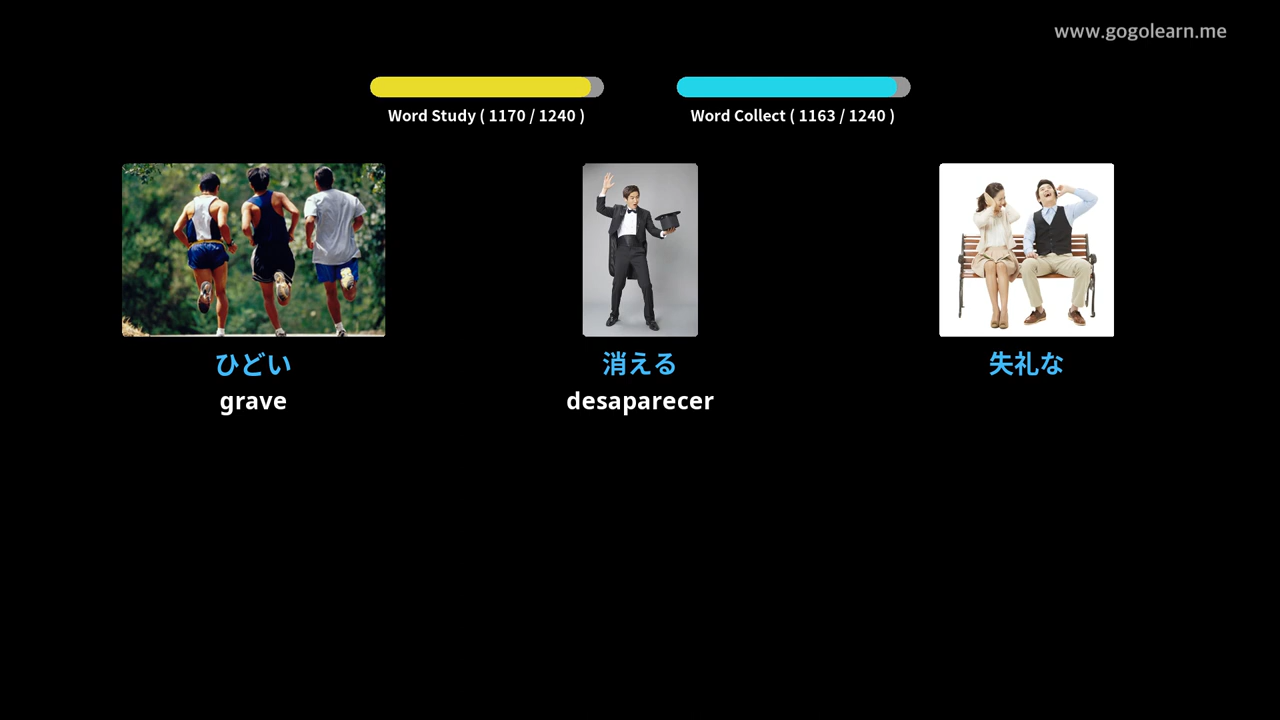 www.gogolearn.me
Word Study ( 1170 / 1240 )
Word Collect ( 1163 / 1240 )
ひどい
消える
失礼な
grave
desaparecer